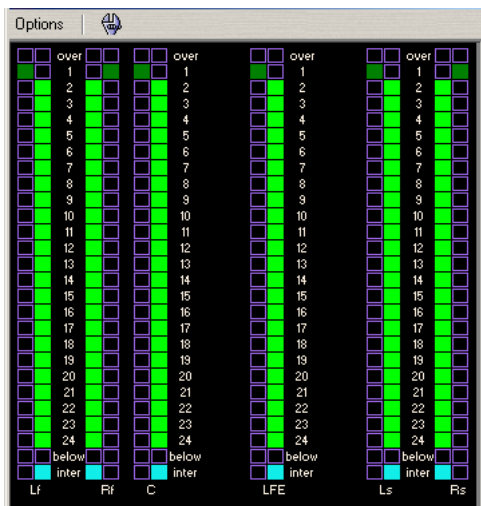 Options
over over over over
1 1 1 1
2 2 2 2
3 3 3 3
4 4 4 4
5 5 5 5
6 6 6 6
7 7 7 7
8 8 8 8
9 9 9 9
10 10 10 10
11 11 11 11
12 12 12 12
13 13 13 13
14 14 14 14
15 15 15 15
16 16 16 16
17 17 17 17
18 18 18 18
19 19 19 19
20 20 20 20
21 21 21 21
22 22 22 22
23 23 23 23
24 24 24 24
below below below below
inter inter inter inter
Lf Rf C LFE Ls Rs